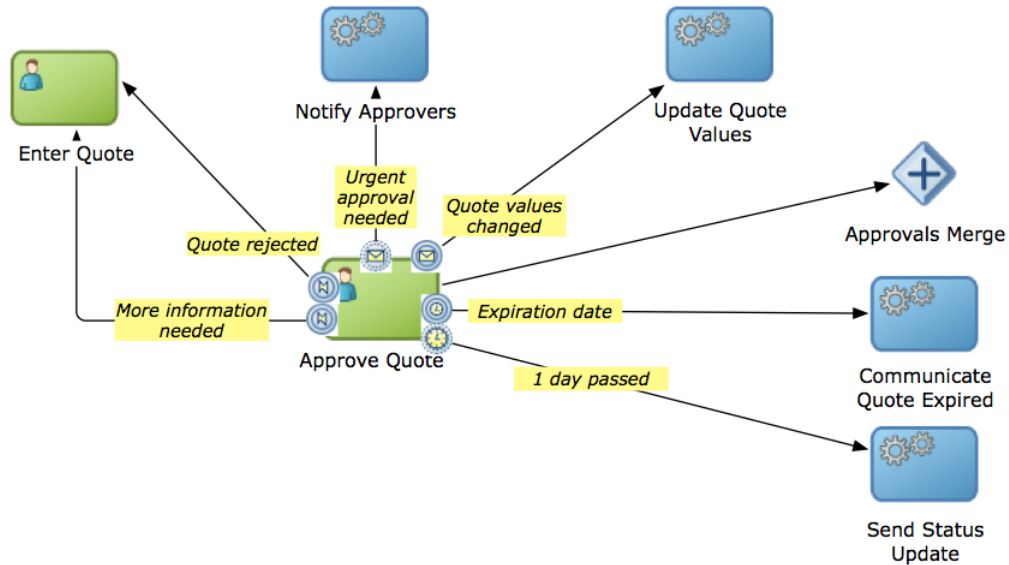 Enter Quote
Notify Approvers
Update Quote
Values
Urgent
approval
needed
Quote values
changed
Quote rejected
Approvals Merge
More information
needed
Expiration date
Approve Quote
1 day passed
Communicate
Quote Expired
Send Status
Update